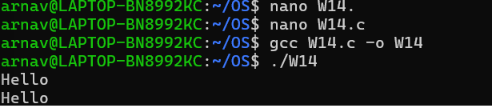 arnav@LAPTOP-BN8992KC:~/OS$ nano W14.
arnav@LAPTOP-BN8992KC:~/OS$ nano W14.c
arnav@LAPTOP-BN8992KC:~/OS$ gcc W14.c -o W14
arnav@LAPTOP-BN8992KC:~/OS$ ./W14
Hello
Hello